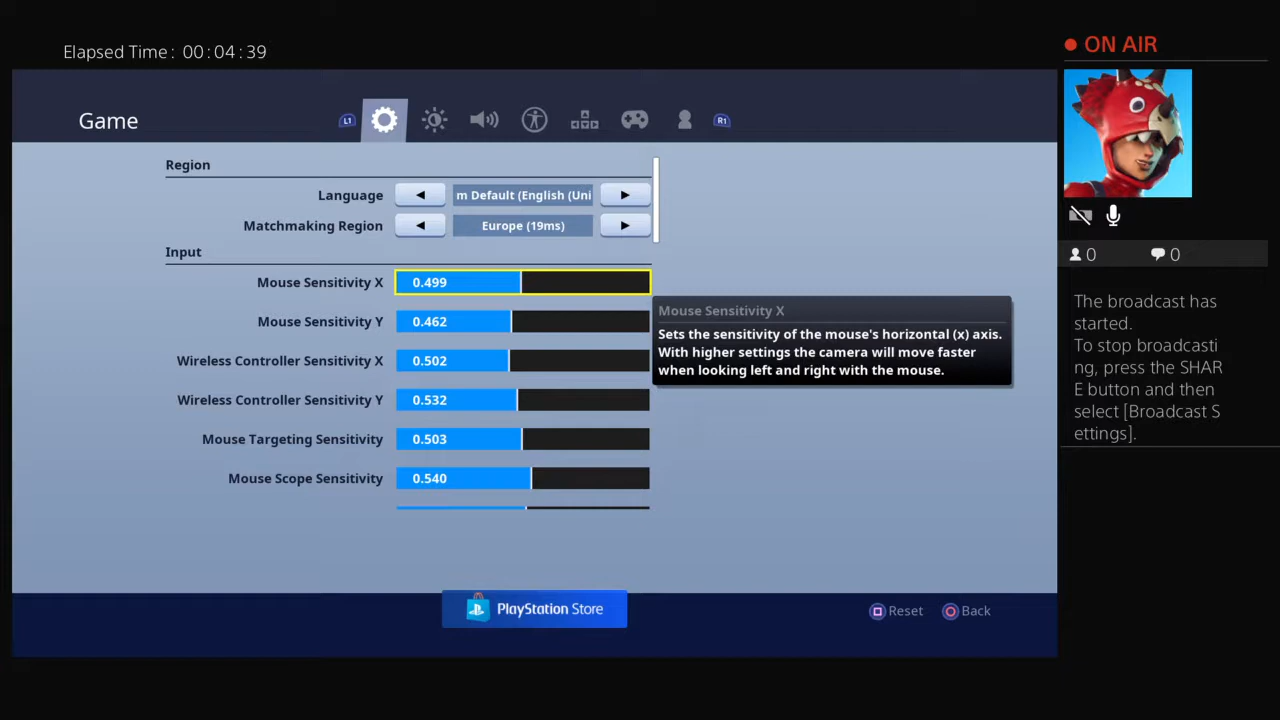 Elapsed Time: 00:04:39
ON AIR
Game
L1
R1
Region
Language
m Default (English (Uni
Matchmaking Region
Europe (19ms)
Input
Mouse Sensitivity X
0.499
Mouse Sensitivity Y
0.462
Wireless Controller Sensitivity X
0.502
Wireless Controller Sensitivity Y
0.532
Mouse Targeting Sensitivity
0.503
Mouse Scope Sensitivity
0.540
Mouse Sensitivity X
Sets the sensitivity of the mouse's horizontal (x) axis.
With higher settings the camera will move faster
when looking left and right with the mouse.
PlayStation Store
Reset
Back
0
0
The broadcast has
started.
To stop broadcasti
ng, press the SHAR
E button and then
select [Broadcast S
ettings].